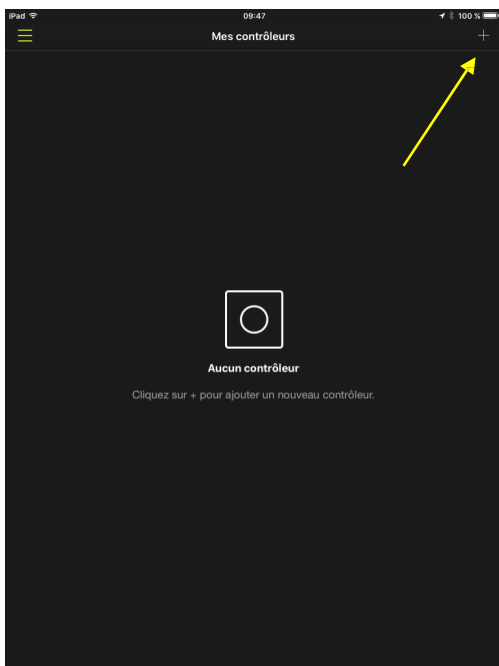 iPad 09:47 100 %
Mes contrôleurs +
Aucun contrôleur
Cliquez sur + pour ajouter un nouveau contrôleur.